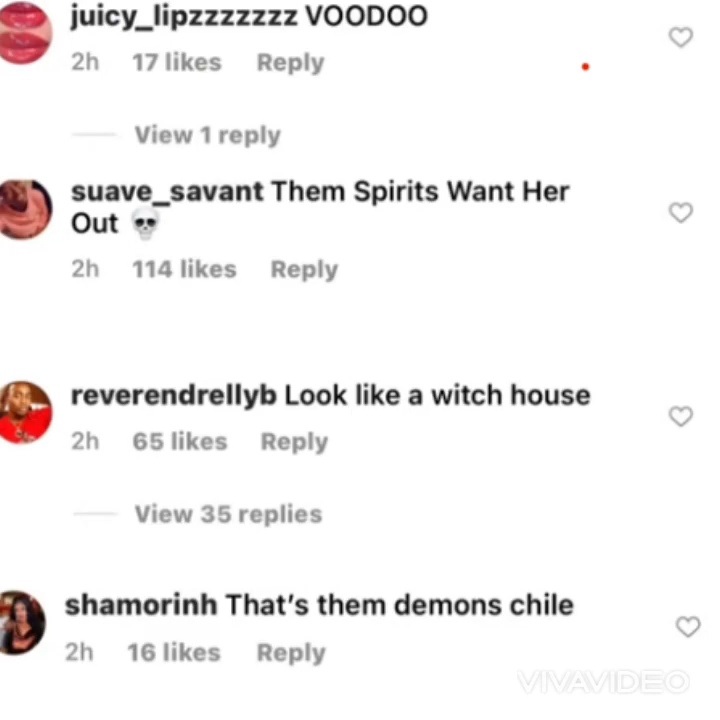 juicy_lipzzzzzzz VOODOO
2h 17 likes Reply
View 1 reply
suave_savant Them Spirits Want Her
Out 💀
2h 114 likes Reply
reverendrellyb Look like a witch house
2h 65 likes Reply
View 35 replies
shamorinh That's them demons chile
2h 16 likes Reply
VIVAVIDEO